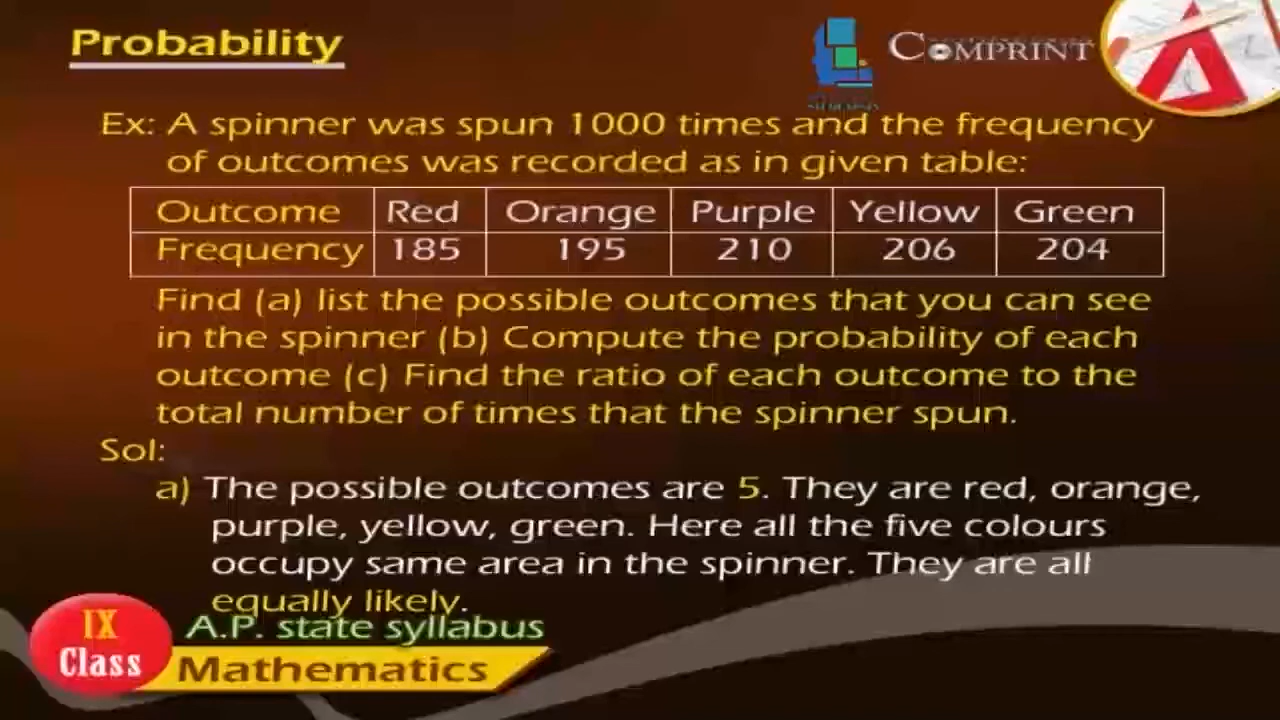 Probability
COMPRINT
Ex: A spinner was spun 1000 times and the frequency
of outcomes was recorded as in given table:
Outcome Red Orange Purple Yellow Green
Frequency 185 195 210 206 204
Find (a) list the possible outcomes that you can see
in the spinner (b) Compute the probability of each
outcome (c) Find the ratio of each outcome to the
total number of times that the spinner spun.
Sol:
a) The possible outcomes are 5. They are red, orange,
purple, yellow, green. Here all the five colours
occupy same area in the spinner. They are all
equally likely.
A.P. state syllabus
IX
Class
Mathematics